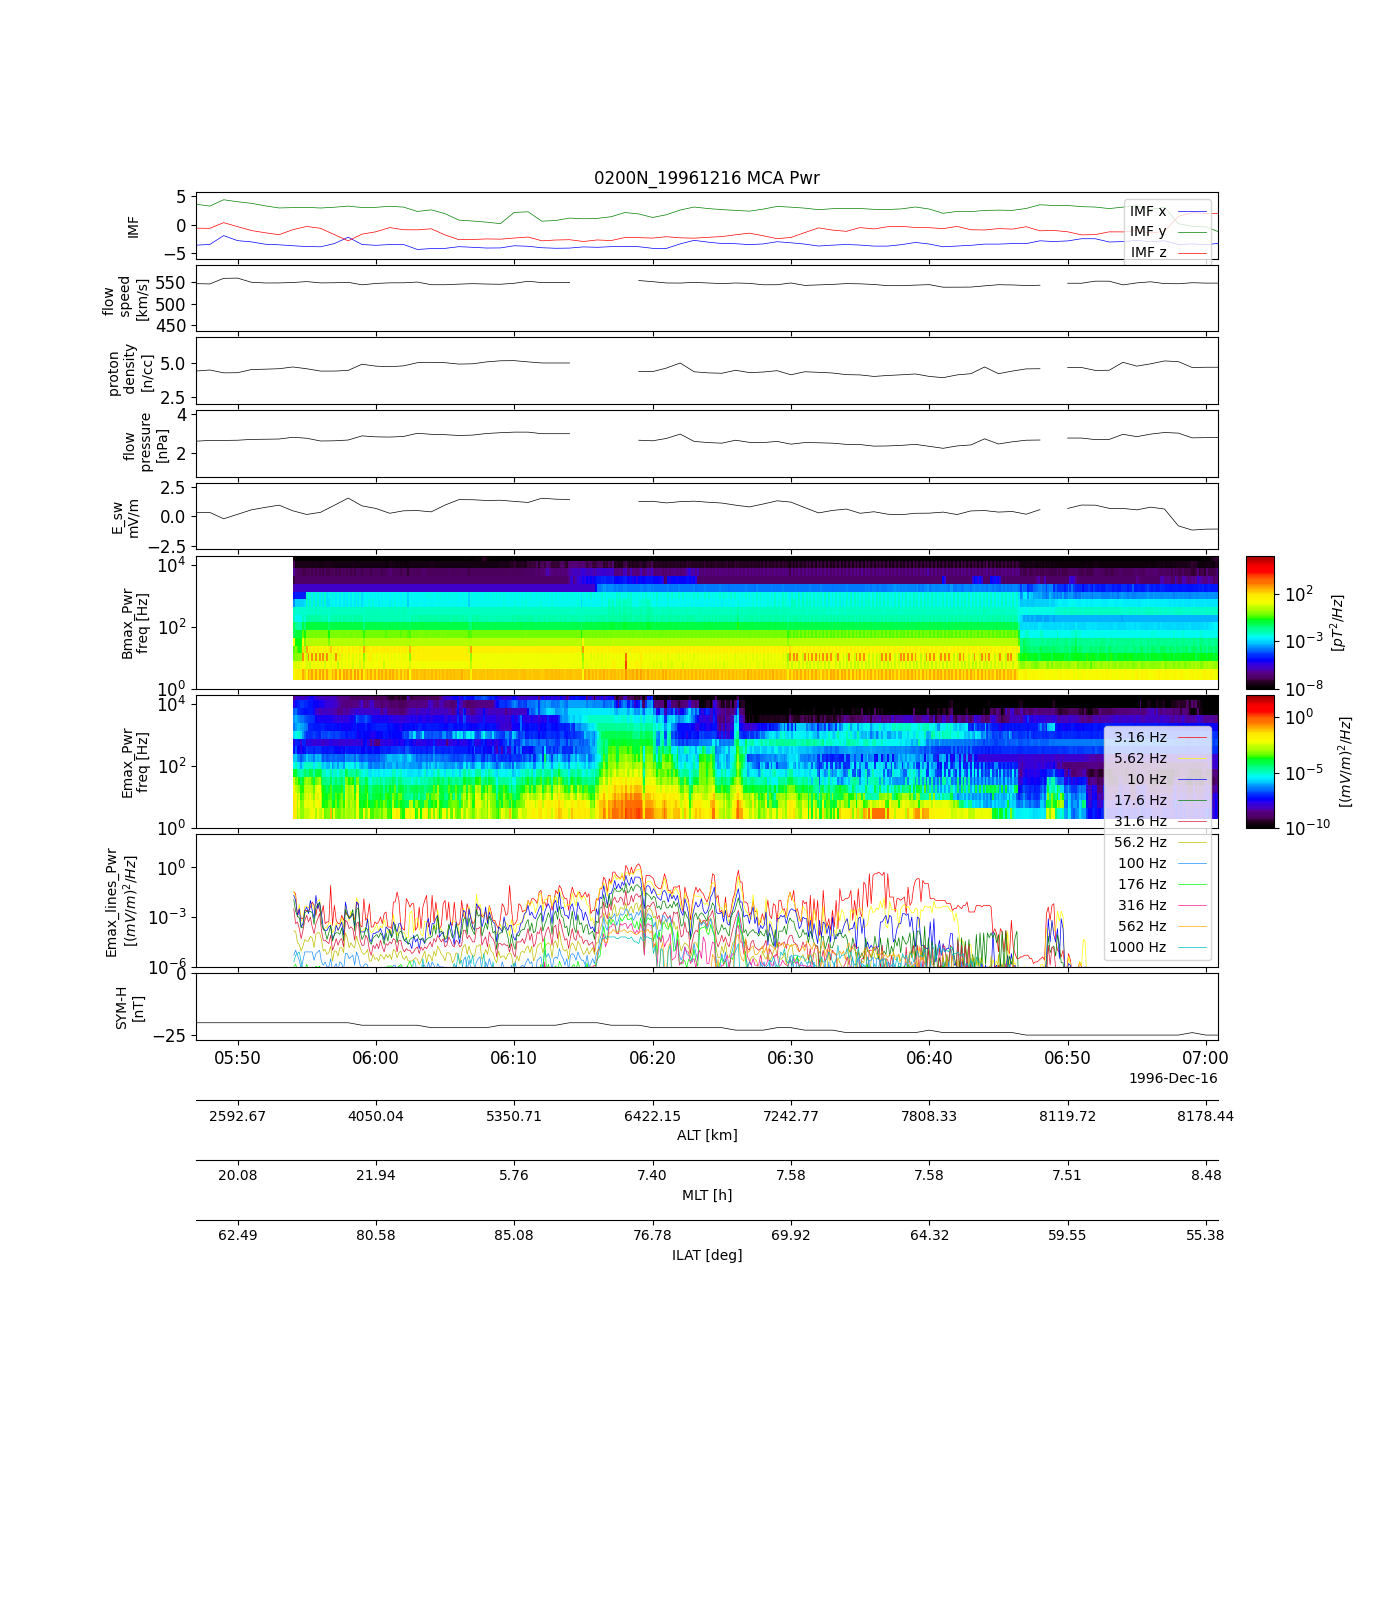 0200N_19961216 MCA Pwr
5
0
−5
IMF
IMF x
IMF y
IMF z
550
500
450
flow
speed
[km/s]
5.0
2.5
proton
density
[n/cc]
4
2
flow
pressure
[nPa]
2.5
0.0
−2.5
E_sw
mV/m
10^4
10^2
10^0
Bmax_Pwr
freq [Hz]
10^2
10^−3
10^−8
[pT^2/Hz]
10^4
10^2
10^0
Emax_Pwr
freq [Hz]
10^0
10^−5
10^−10
[(mV/m)^2/Hz]
3.16 Hz
5.62 Hz
10 Hz
17.6 Hz
31.6 Hz
56.2 Hz
100 Hz
176 Hz
316 Hz
562 Hz
1000 Hz
10^0
10^−3
10^−6
Emax_lines_Pwr
[(mV/m)^2/Hz]
0
−25
SYM-H
[nT]
05:50 06:00 06:10 06:20 06:30 06:40 06:50 07:00
1996-Dec-16
2592.67 4050.04 5350.71 6422.15 7242.77 7808.33 8119.72 8178.44
ALT [km]
20.08 21.94 5.76 7.40 7.58 7.58 7.51 8.48
MLT [h]
62.49 80.58 85.08 76.78 69.92 64.32 59.55 55.38
ILAT [deg]